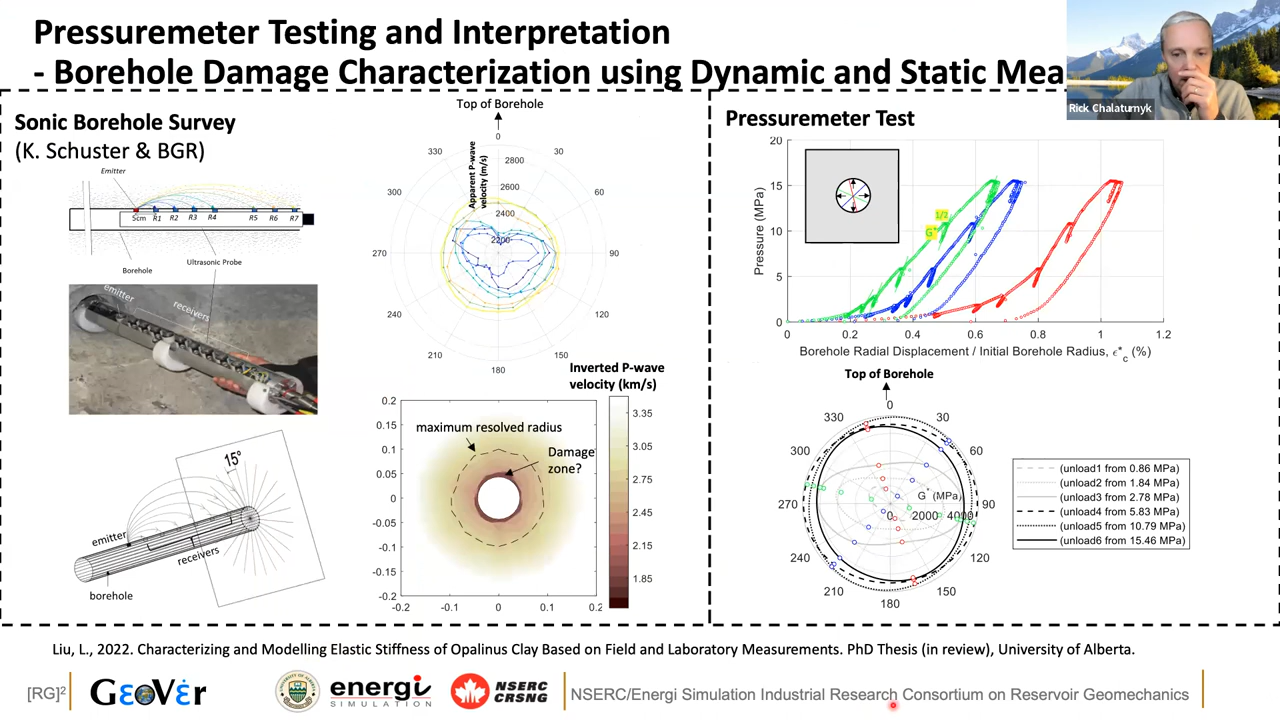 Pressuremeter Testing and Interpretation
- Borehole Damage Characterization using Dynamic and Static Mea
Rick Chalaturnyk
Sonic Borehole Survey
(K. Schuster & BGR)
Emitter
5cm R1 R2 R3 R4 R5 R6 R7
Ultrasonic Probe
Borehole
emitter
receivers
15°
emitter
receivers
borehole
Top of Borehole
0
330 30
300 60
270 90
240 120
210 150
180
Apparent P-wave
velocity (m/s)
2800
2600
2400
2200
Inverted P-wave
velocity (km/s)
0.2
0.15
0.1
0.05
0
-0.05
-0.1
-0.15
-0.2
-0.2 -0.1 0 0.1 0.2
maximum resolved radius
Damage
zone?
3.35
3.05
2.75
2.45
2.15
1.85
Pressuremeter Test
20
15
10
5
0
Pressure (MPa)
G* 1/2
0 0.2 0.4 0.6 0.8 1 1.2
Borehole Radial Displacement / Initial Borehole Radius, ϵ*c (%)
Top of Borehole
0
330 30
300 60
270 90
240 120
210 150
180
G* (MPa)
0 2000 4000
(unload1 from 0.86 MPa)
(unload2 from 1.84 MPa)
(unload3 from 2.78 MPa)
(unload4 from 5.83 MPa)
(unload5 from 10.79 MPa)
(unload6 from 15.46 MPa)
Liu, L., 2022. Characterizing and Modelling Elastic Stiffness of Opalinus Clay Based on Field and Laboratory Measurements. PhD Thesis (in review), University of Alberta.
[RG]²
GeoVer
energi
SIMULATION
NSERC
CRSNG
NSERC/Energi Simulation Industrial Research Consortium on Reservoir Geomechanics